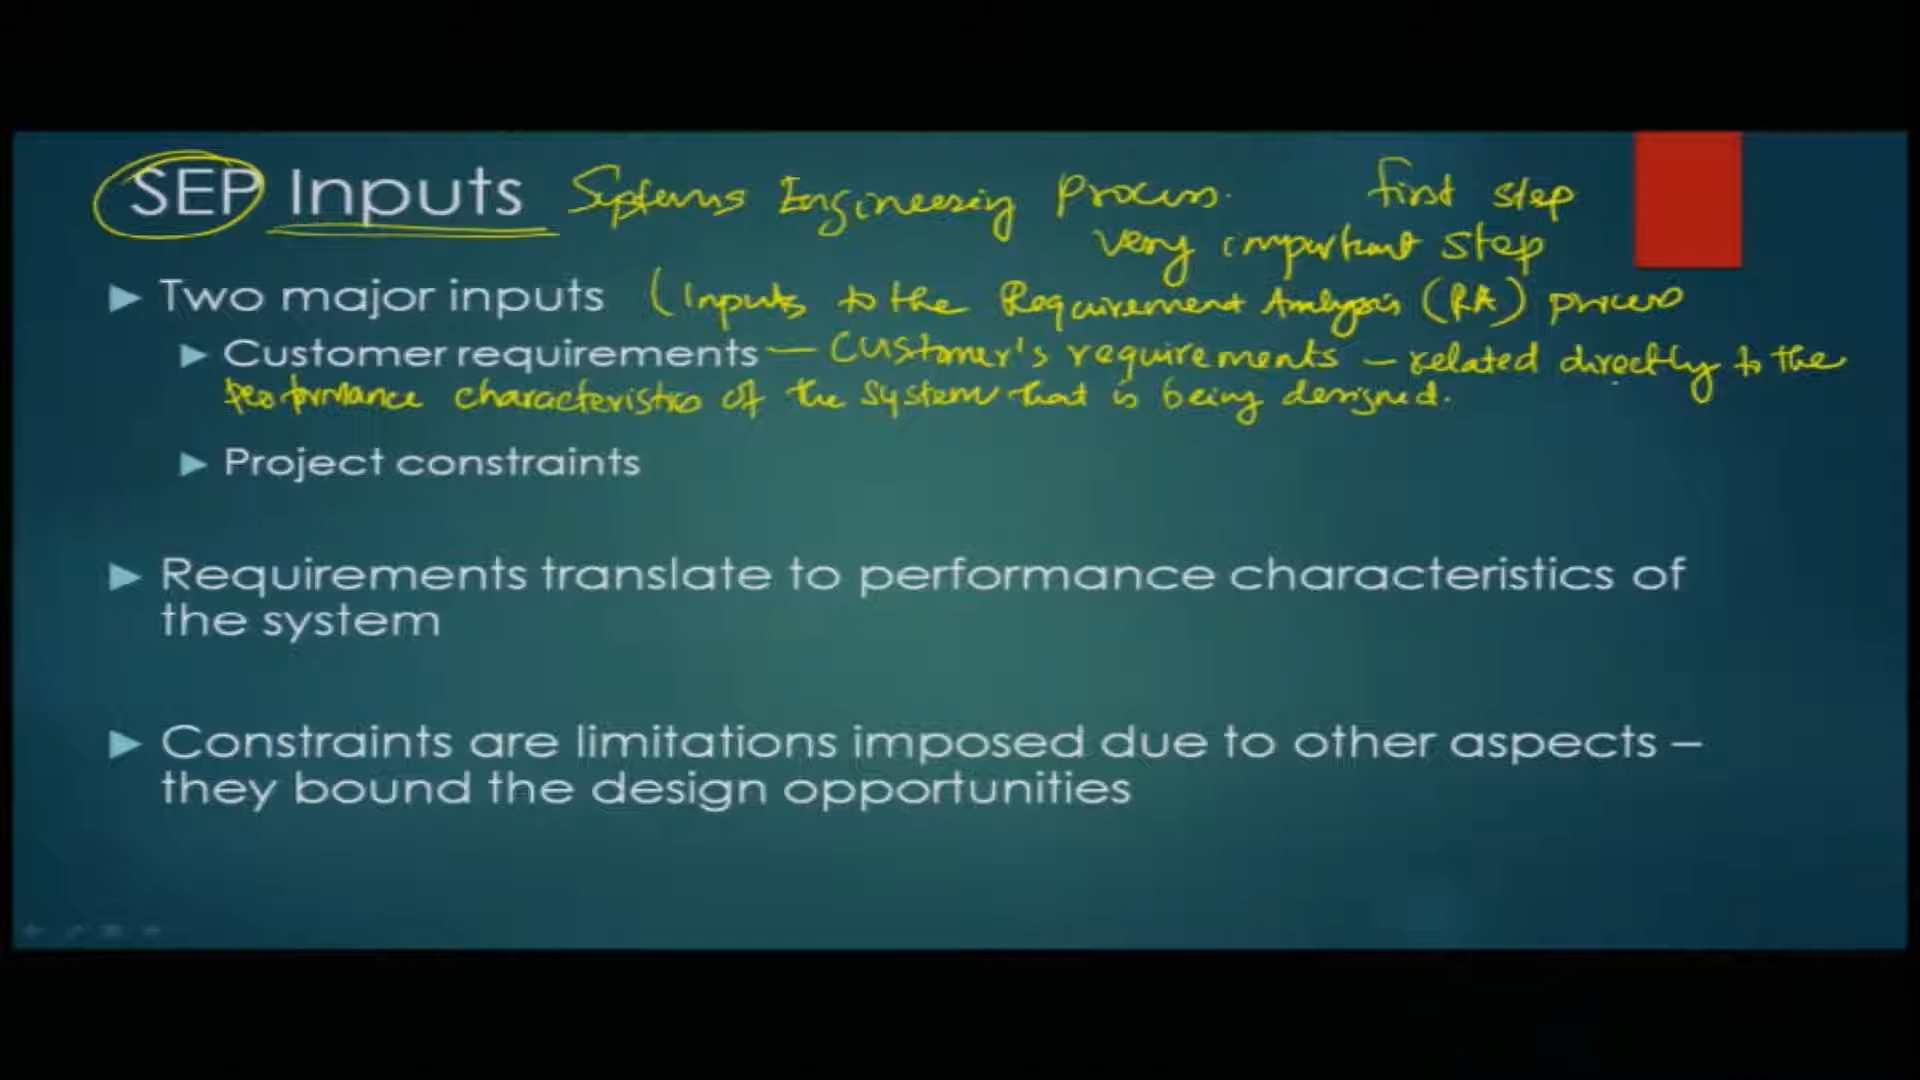 SEP Inputs Systems Engineering Process. first step
very important step
Two major inputs (Inputs to the Requirement Analysis (RA) process
Customer requirements — Customer's requirements — related directly to the
performance characteristics of the system that is being designed.
Project constraints
Requirements translate to performance characteristics of
the system
Constraints are limitations imposed due to other aspects –
they bound the design opportunities